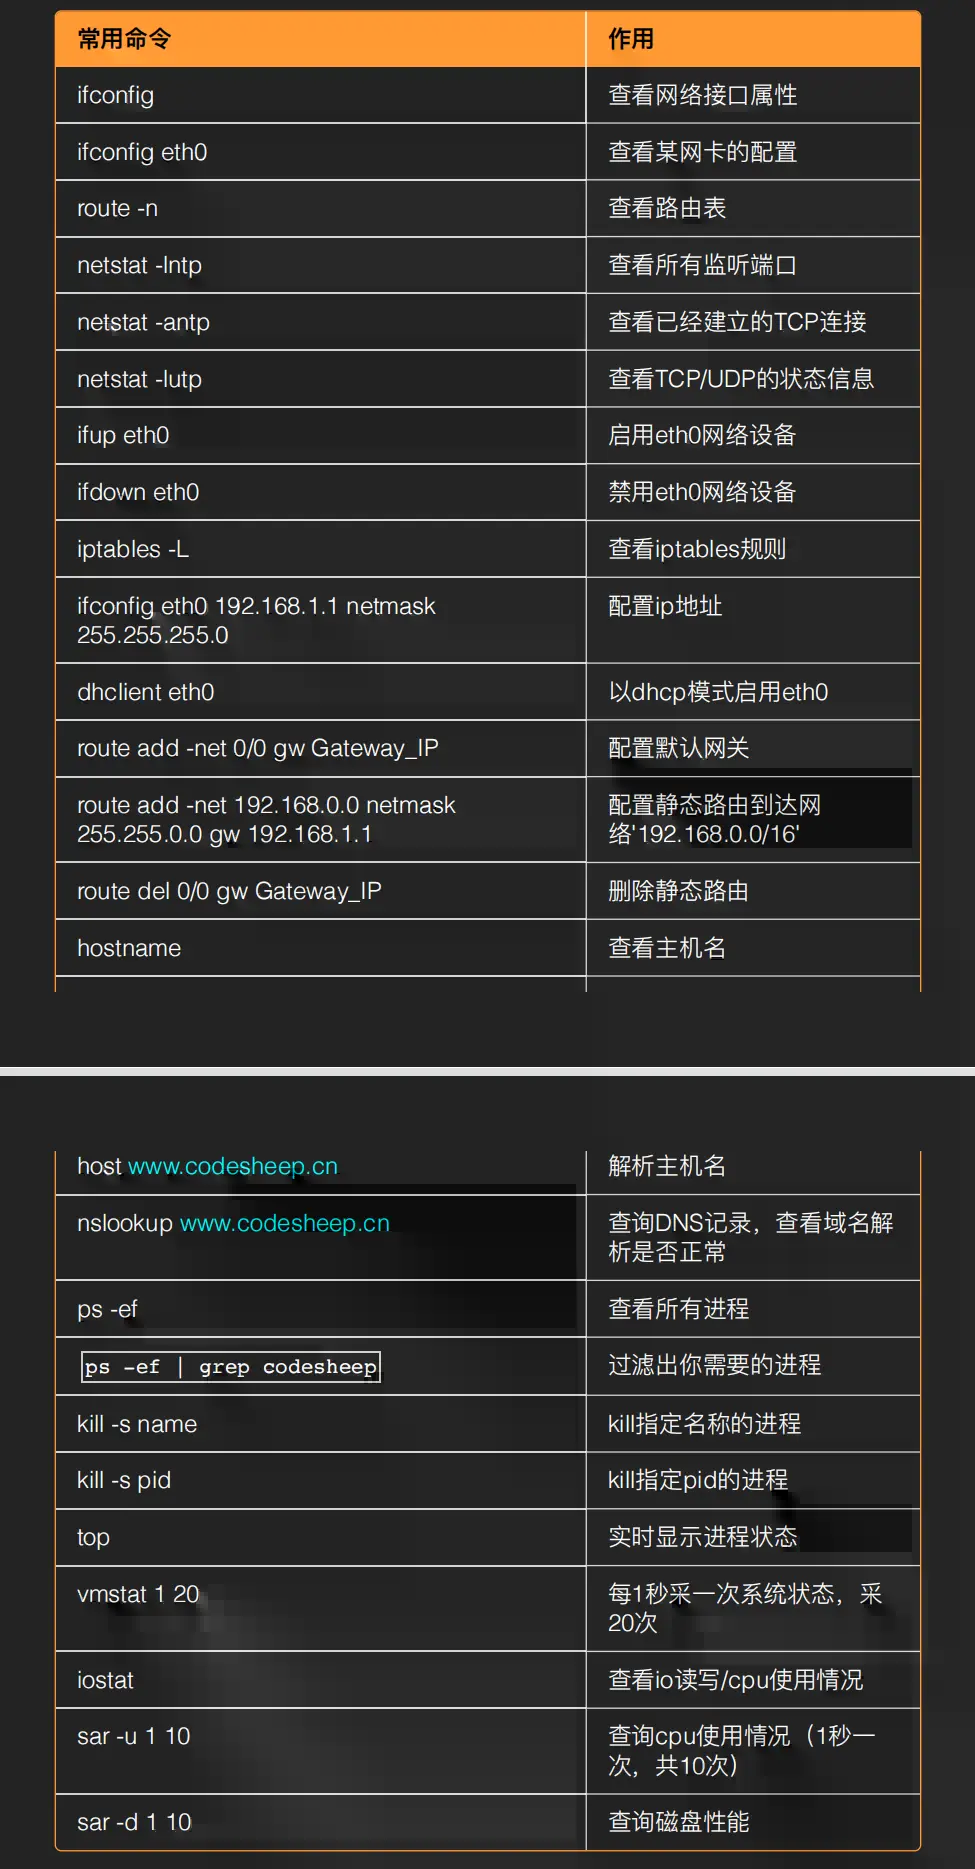 常用命令 作用
ifconfig 查看网络接口属性
ifconfig eth0 查看某网卡的配置
route -n 查看路由表
netstat -lntp 查看所有监听端口
netstat -antp 查看已经建立的TCP连接
netstat -lutp 查看TCP/UDP的状态信息
ifup eth0 启用eth0网络设备
ifdown eth0 禁用eth0网络设备
iptables -L 查看iptables规则
ifconfig eth0 192.168.1.1 netmask 配置ip地址
255.255.255.0
dhclient eth0 以dhcp模式启用eth0
route add -net 0/0 gw Gateway_IP 配置默认网关
route add -net 192.168.0.0 netmask 配置静态路由到达网
255.255.0.0 gw 192.168.1.1 络'192.168.0.0/16'
route del 0/0 gw Gateway_IP 删除静态路由
hostname 查看主机名
host www.codesheep.cn 解析主机名
nslookup www.codesheep.cn 查询DNS记录，查看域名解
析是否正常
ps -ef 查看所有进程
ps -ef | grep codesheep 过滤出你需要的进程
kill -s name kill指定名称的进程
kill -s pid kill指定pid的进程
top 实时显示进程状态
vmstat 1 20 每1秒采一次系统状态，采
20次
iostat 查看io读写/cpu使用情况
sar -u 1 10 查询cpu使用情况（1秒一
次，共10次）
sar -d 1 10 查询磁盘性能